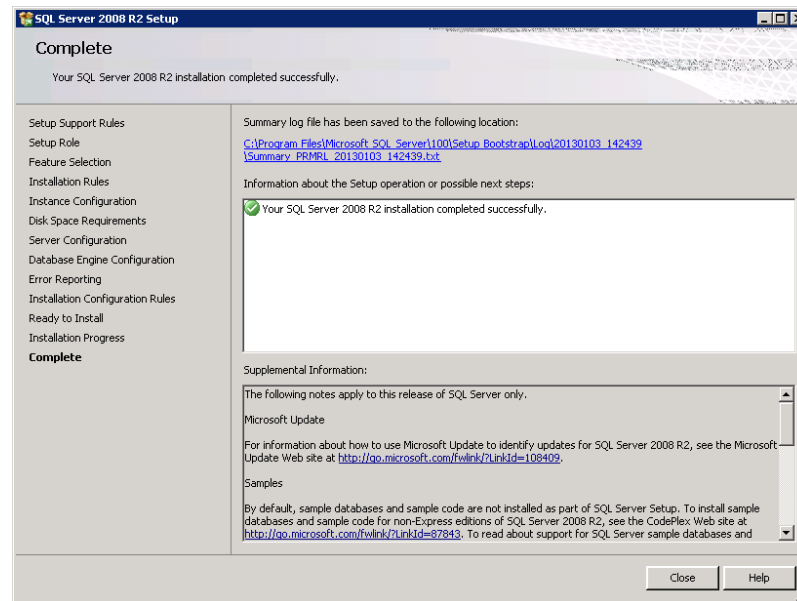 SQL Server 2008 R2 Setup
Complete
Your SQL Server 2008 R2 installation completed successfully.
Setup Support Rules
Setup Role
Feature Selection
Installation Rules
Instance Configuration
Disk Space Requirements
Server Configuration
Database Engine Configuration
Error Reporting
Installation Configuration Rules
Ready to Install
Installation Progress
Complete
Summary log file has been saved to the following location:
C:\Program Files\Microsoft SQL Server\100\Setup Bootstrap\Log\20130103_142439
\Summary_PRMRL_20130103_142439.txt
Information about the Setup operation or possible next steps:
Your SQL Server 2008 R2 installation completed successfully.
Supplemental Information:
The following notes apply to this release of SQL Server only.
Microsoft Update
For information about how to use Microsoft Update to identify updates for SQL Server 2008 R2, see the Microsoft
Update Web site at http://go.microsoft.com/fwlink/?LinkId=108409.
Samples
By default, sample databases and sample code are not installed as part of SQL Server Setup. To install sample
databases and sample code for non-Express editions of SQL Server 2008 R2, see the CodePlex Web site at
http://go.microsoft.com/fwlink/?LinkId=87843. To read about support for SQL Server sample databases and
Close
Help